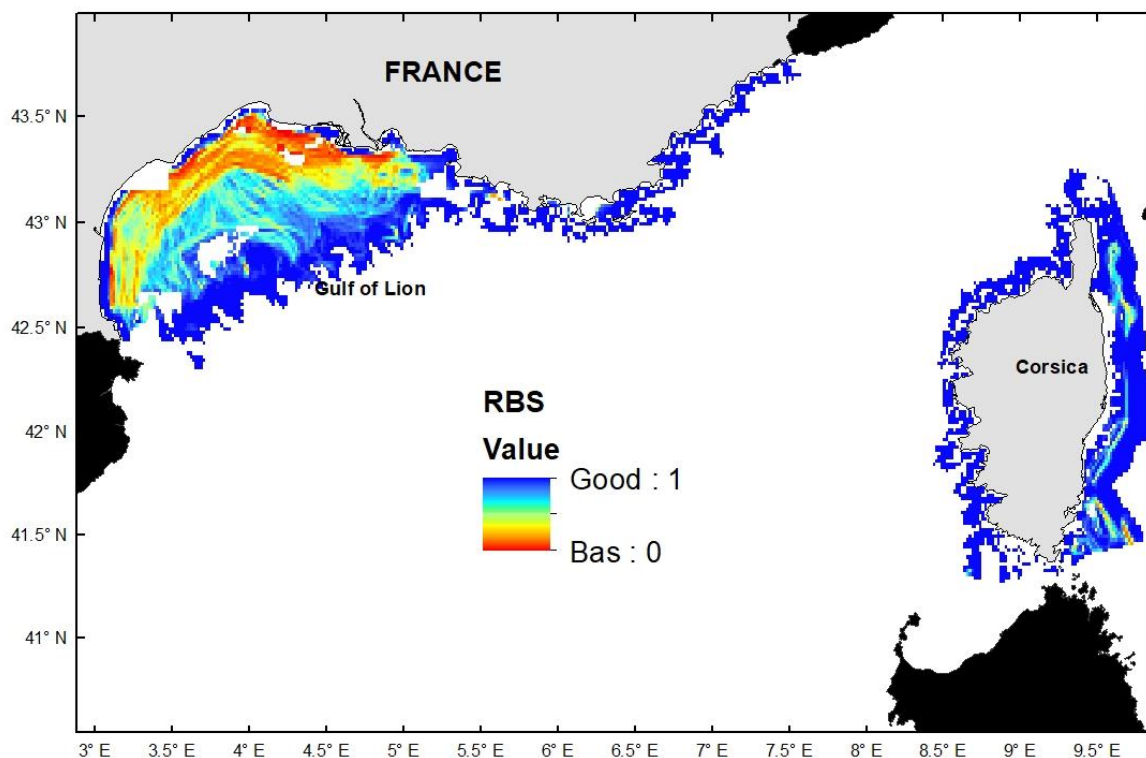 FRANCE
43.5° N
43° N
Gulf of Lion
42.5° N
Corsica
RBS
42° N
Value
Good : 1
41.5° N
Bas : 0
41° N
3° E 3.5° E 4° E 4.5° E 5° E 5.5° E 6° E 6.5° E 7° E 7.5° E 8° E 8.5° E 9° E 9.5° E